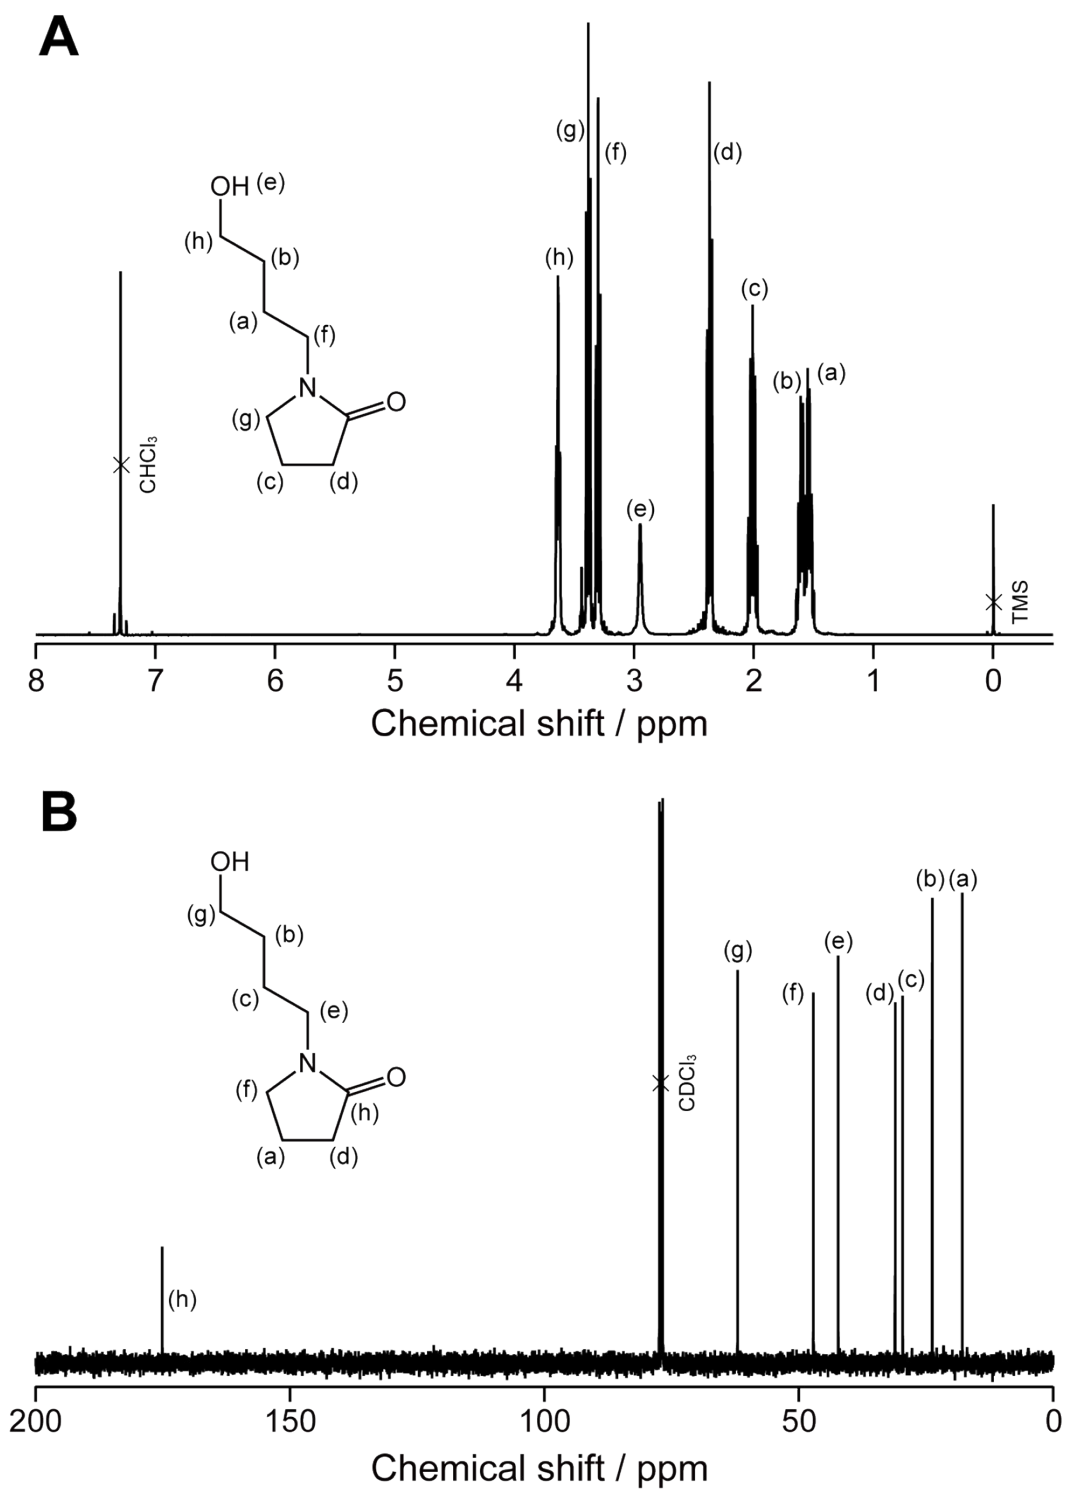 A
(g)
(f)
(d)
OH (e)
(h)
(b)
(h)
(c)
(a)
(f)
(b)
(a)
N
O
(g)
CHCl3
(c)
(d)
(e)
TMS
8 7 6 5 4 3 2 1 0
Chemical shift / ppm
B
OH
(b)
(a)
(g)
(b)
(g)
(e)
(c)
(e)
(f)
(d)
(c)
N
O
(f)
(h)
CDCl3
(a)
(d)
(h)
200 150 100 50 0
Chemical shift / ppm